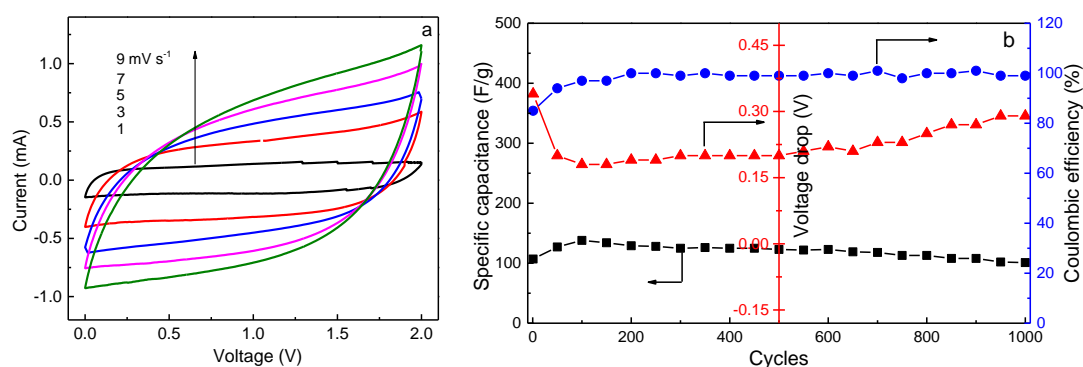 a
9 mV s⁻¹
7
5
3
1
1.0
0.5
0.0
-0.5
-1.0
Current (mA)
0.0 0.5 1.0 1.5 2.0
Voltage (V)
b
500
400
300
200
100
0
Specific capacitance (F/g)
0.45
0.30
0.15
0.00
-0.15
Voltage drop (V)
120
100
80
60
40
20
0
Coulombic efficiency (%)
0 200 400 600 800 1000
Cycles